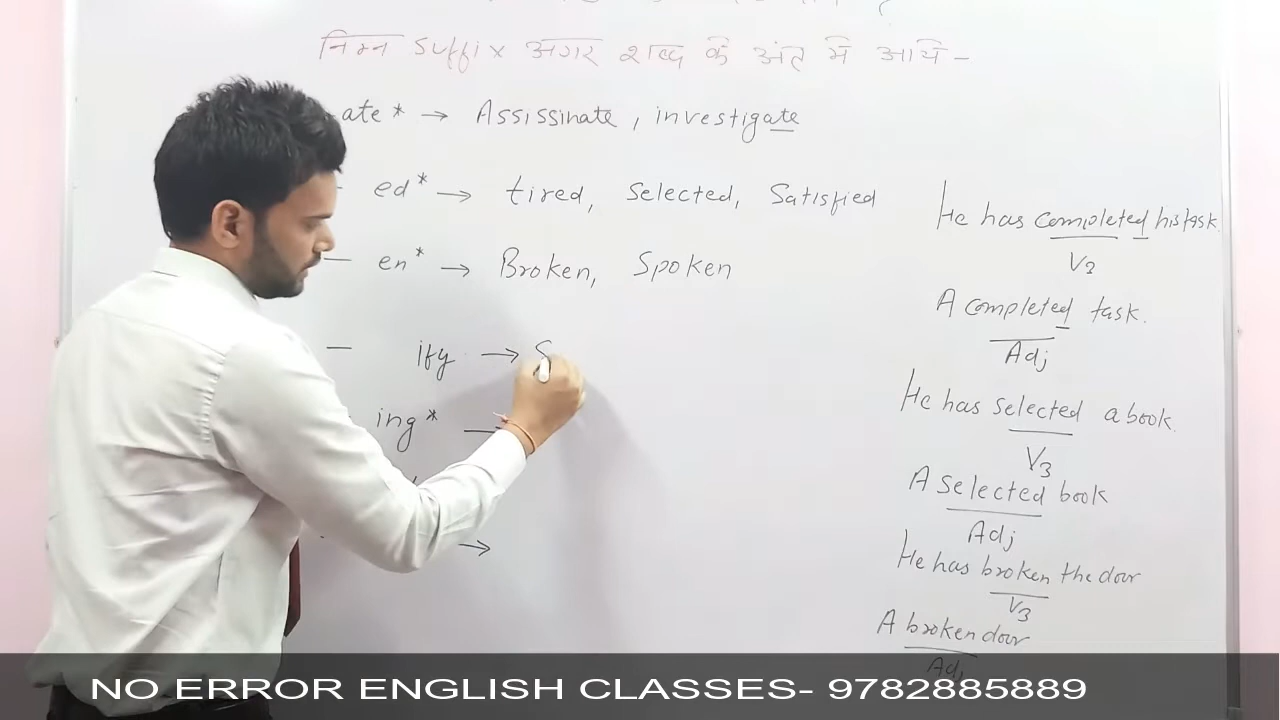 निम्न suffix अगर शब्द के अंत में आये -
ate* → Assissinate, investigate
- ed* → tired, Selected, Satisfied
- en* → Broken, Spoken
- ify → S
ing* →
→
He has completed his task.
V3
A completed task.
Adj
He has selected a book.
V3
A selected book
Adj
He has broken the door
V3
A broken door
Adj
NO ERROR ENGLISH CLASSES- 9782885889